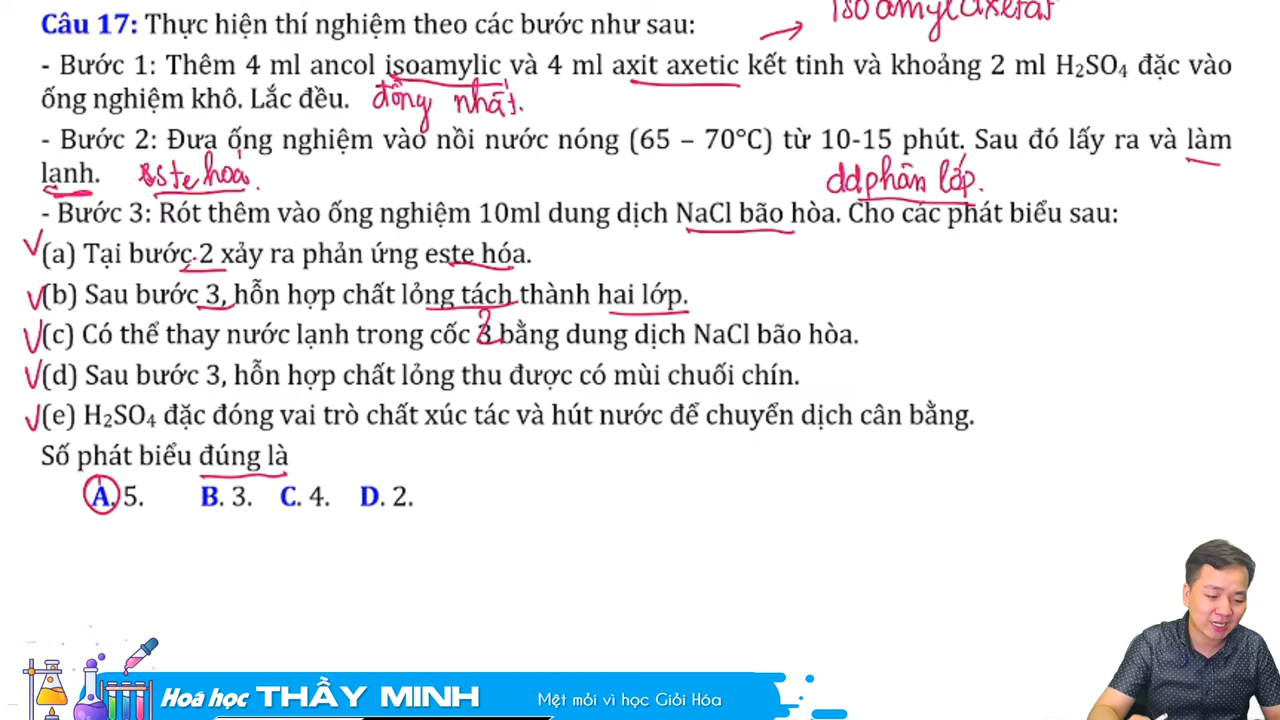 isoamylaxetat
Câu 17: Thực hiện thí nghiệm theo các bước như sau:
- Bước 1: Thêm 4 ml ancol isoamylic và 4 ml axit axetic kết tinh và khoảng 2 ml H₂SO₄ đặc vào
ống nghiệm khô. Lắc đều. đồng nhất.
- Bước 2: Đưa ống nghiệm vào nồi nước nóng (65 – 70°C) từ 10-15 phút. Sau đó lấy ra và làm
lạnh. este hoá. ddphân lớp.
- Bước 3: Rót thêm vào ống nghiệm 10ml dung dịch NaCl bão hòa. Cho các phát biểu sau:
(a) Tại bước 2 xảy ra phản ứng este hóa.
(b) Sau bước 3, hỗn hợp chất lỏng tách thành hai lớp.
(c) Có thể thay nước lạnh trong cốc 3 bằng dung dịch NaCl bão hòa.
(d) Sau bước 3, hỗn hợp chất lỏng thu được có mùi chuối chín.
(e) H₂SO₄ đặc đóng vai trò chất xúc tác và hút nước để chuyển dịch cân bằng.
Số phát biểu đúng là
A. 5. B. 3. C. 4. D. 2.
Hoá học THẦY MINH Mệt mỏi vì học Giỏi Hóa